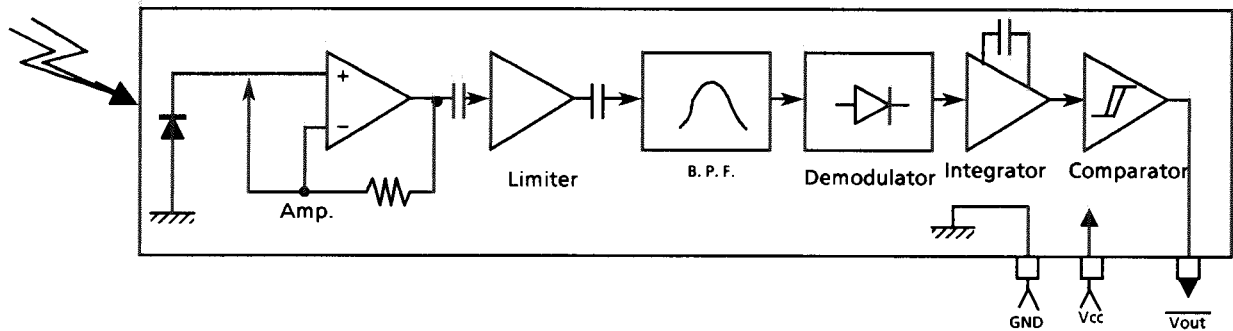 +
−
Amp.
Limiter
B. P. F.
Demodulator
Integrator
Comparator
GND
Vcc
Vout